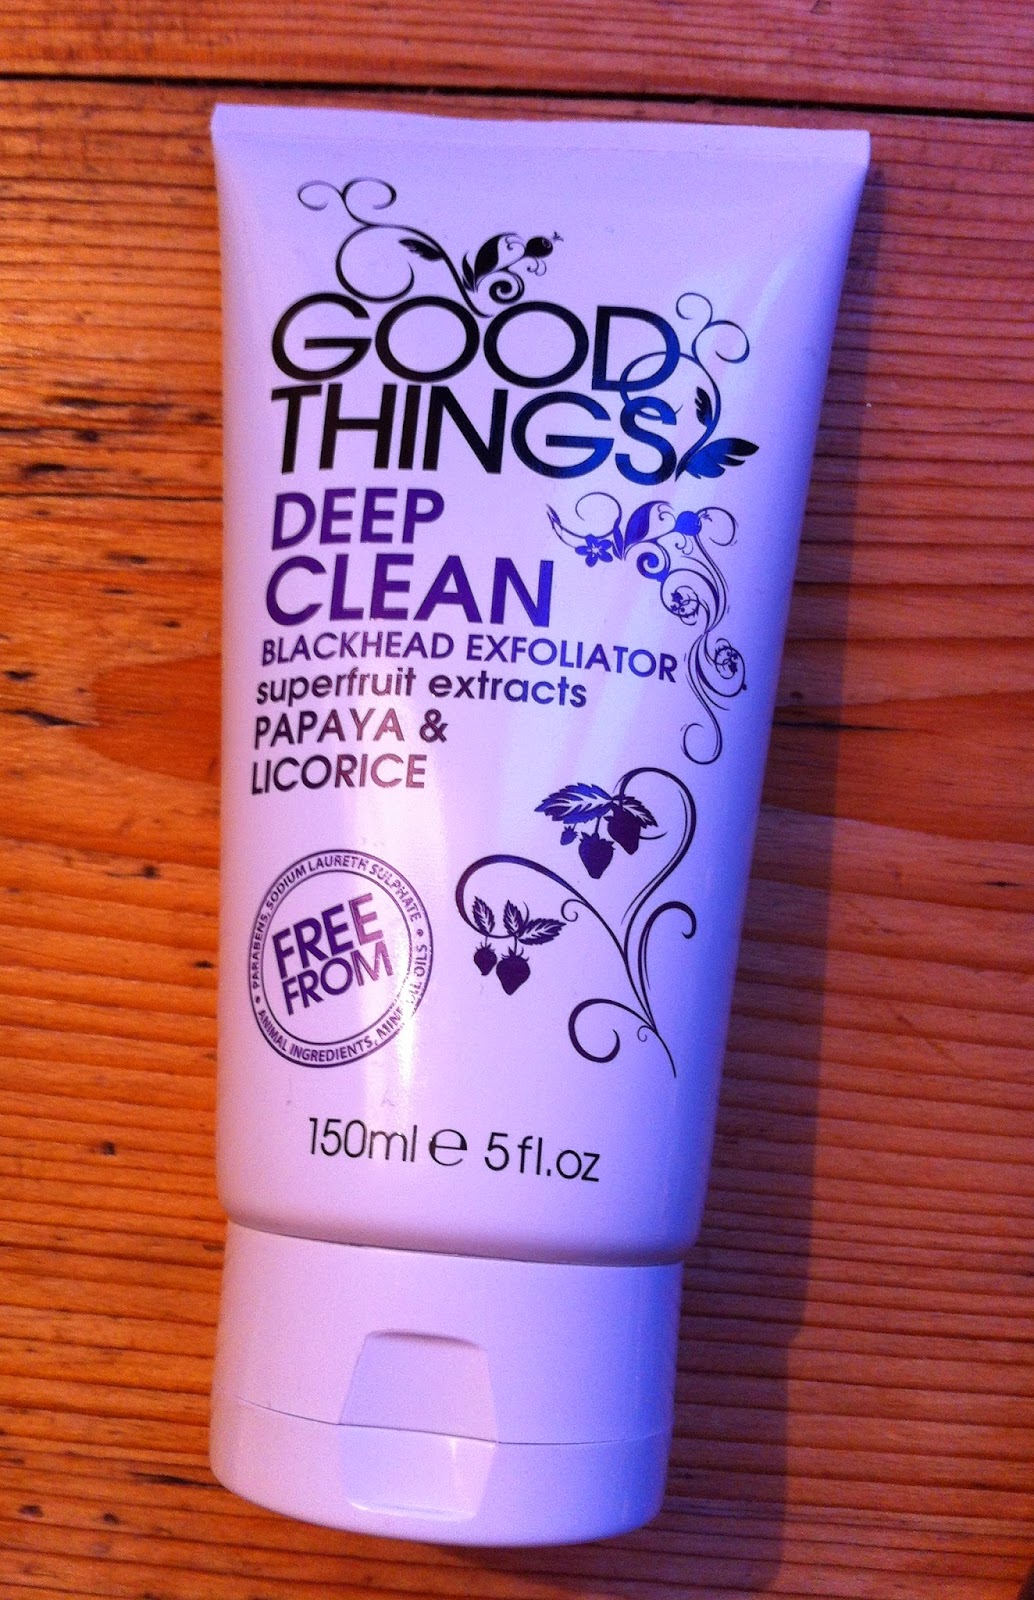 GOOD
THINGS
DEEP
CLEAN
BLACKHEAD EXFOLIATOR
superfruit extracts
PAPAYA &
LICORICE
• PARABENS, SODIUM LAURETH SULPHATE •
FREE
FROM
ANIMAL INGREDIENTS, MINERAL OILS
150ml e 5fl.oz